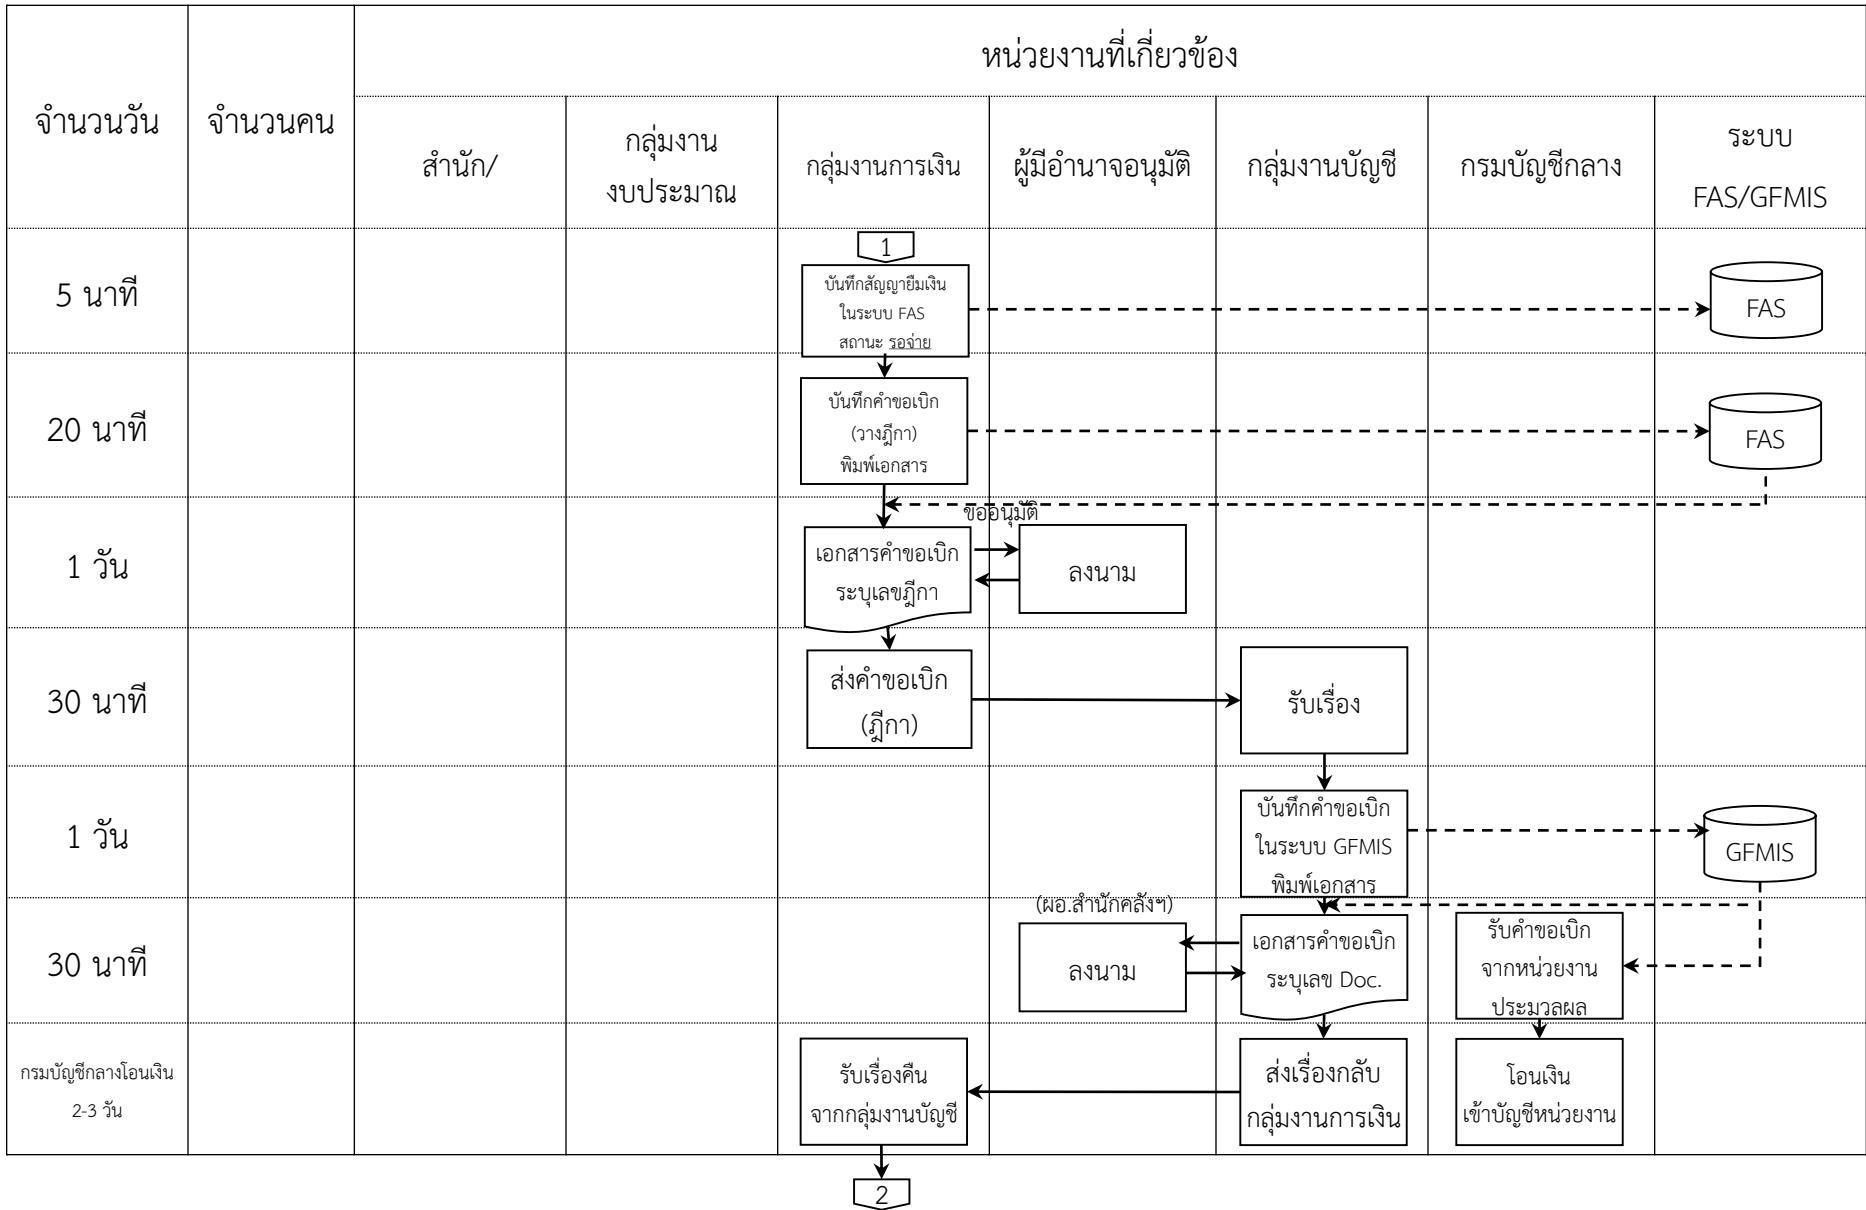 หน่วยงานที่เกี่ยวข้อง
จำนวนวัน
จำนวนคน
สำนัก/
กลุ่มงาน
งบประมาณ
กลุ่มงานการเงิน
ผู้มีอำนาจอนุมัติ
กลุ่มงานบัญชี
กรมบัญชีกลาง
ระบบ
FAS/GFMIS
1
5 นาที
บันทึกสัญญายืมเงิน
ในระบบ FAS
สถานะ รอจ่าย
FAS
20 นาที
บันทึกคำขอเบิก
(วางฎีกา)
พิมพ์เอกสาร
FAS
ขออนุมัติ
1 วัน
เอกสารคำขอเบิก
ระบุเลขฎีกา
ลงนาม
30 นาที
ส่งคำขอเบิก
(ฎีกา)
รับเรื่อง
1 วัน
บันทึกคำขอเบิก
ในระบบ GFMIS
พิมพ์เอกสาร
GFMIS
(ผอ.สำนักคลังฯ)
30 นาที
ลงนาม
เอกสารคำขอเบิก
ระบุเลข Doc.
รับคำขอเบิก
จากหน่วยงาน
ประมวลผล
กรมบัญชีกลางโอนเงิน
2-3 วัน
รับเรื่องคืน
จากกลุ่มงานบัญชี
ส่งเรื่องกลับ
กลุ่มงานการเงิน
โอนเงิน
เข้าบัญชีหน่วยงาน
2